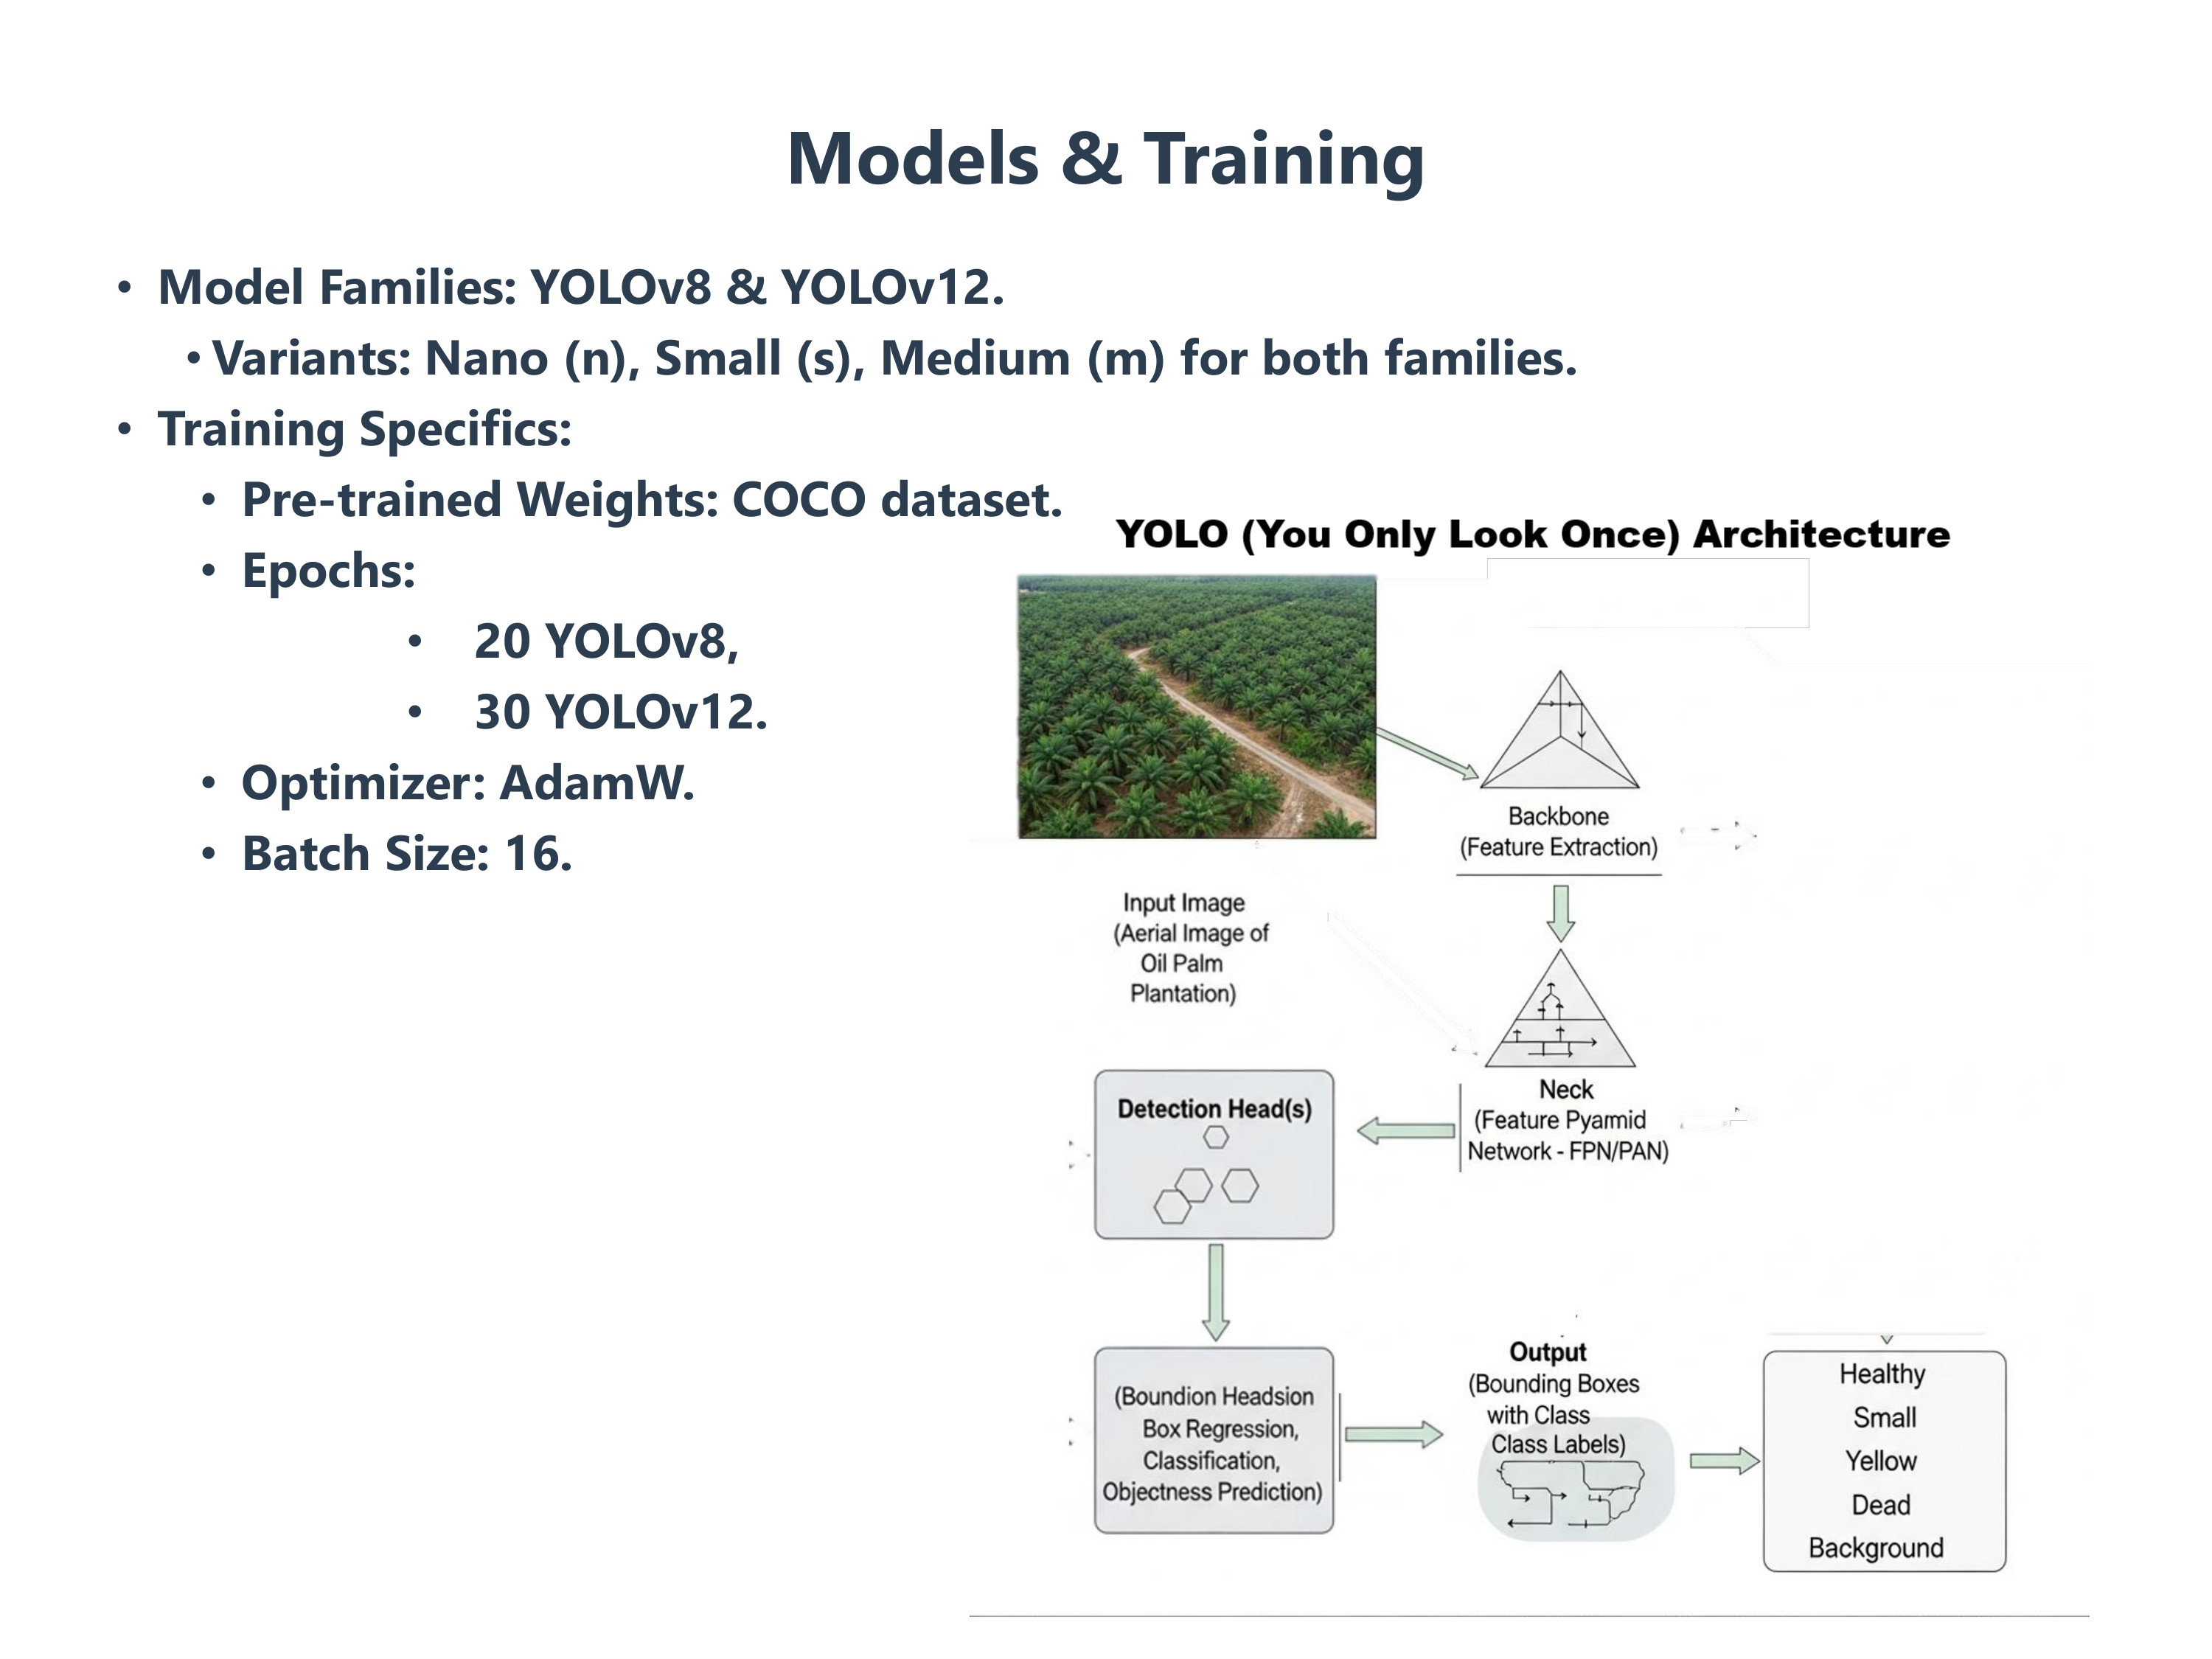 Models & Training
• Model Families: YOLOv8 & YOLOv12.
• Variants: Nano (n), Small (s), Medium (m) for both families.
• Training Specifics:
• Pre-trained Weights: COCO dataset.
• Epochs:
• 20 YOLOv8,
• 30 YOLOv12.
• Optimizer: AdamW.
• Batch Size: 16.
YOLO (You Only Look Once) Architecture
Input Image
(Aerial Image of
Oil Palm
Plantation)
Backbone
(Feature Extraction)
Neck
(Feature Pyamid
Network - FPN/PAN)
Detection Head(s)
(Boundion Headsion
Box Regression,
Classification,
Objectness Prediction)
Output
(Bounding Boxes
with Class
Class Labels)
Healthy
Small
Yellow
Dead
Background